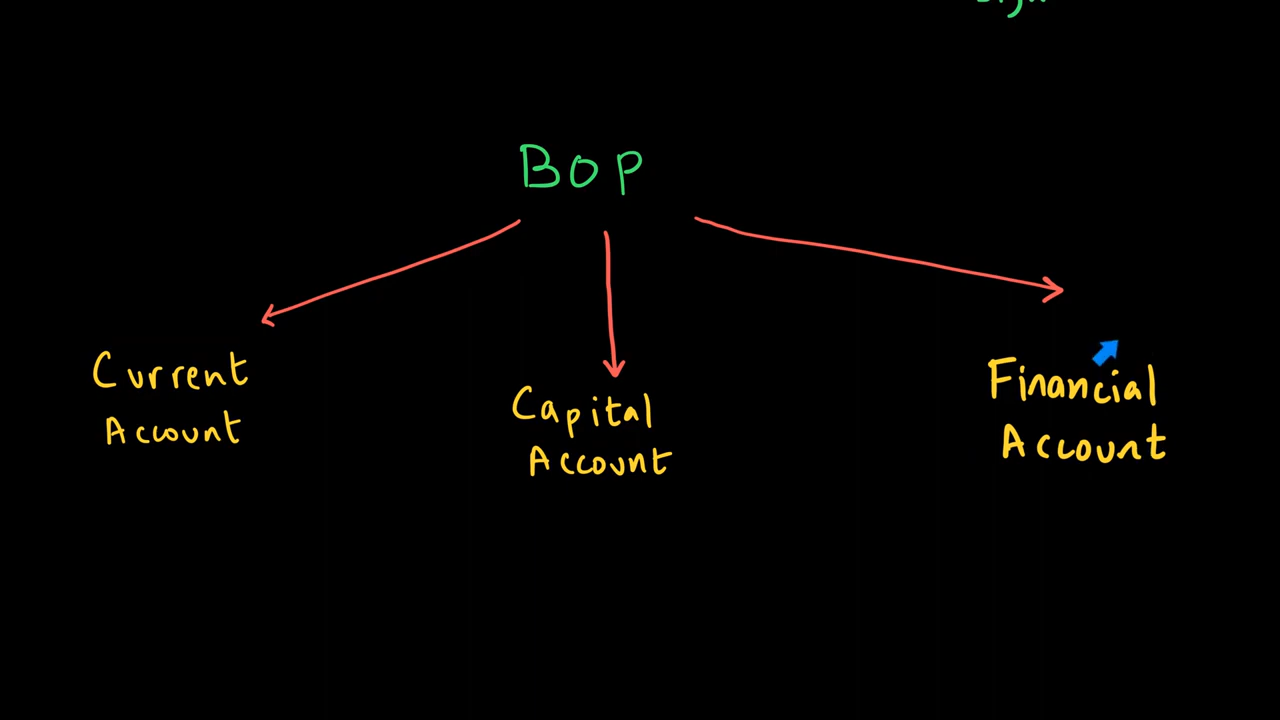 BOP
Current
Account
Capital
Account
Financial
Account